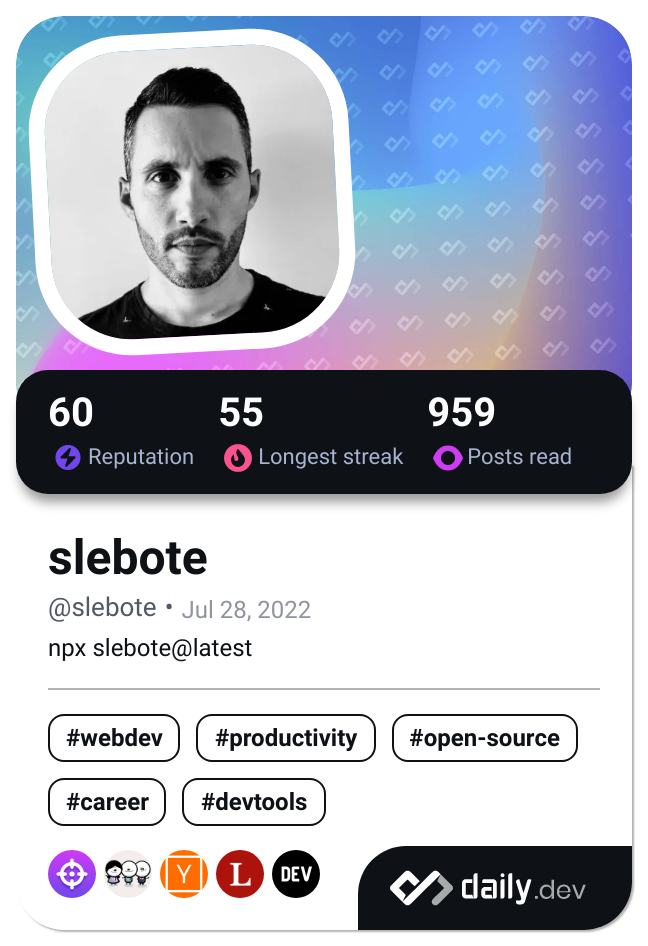 60 55 959
Reputation Longest streak Posts read
slebote
@slebote • Jul 28, 2022
npx slebote@latest
#webdev #productivity #open-source
#career #devtools
Y L DEV
daily.dev